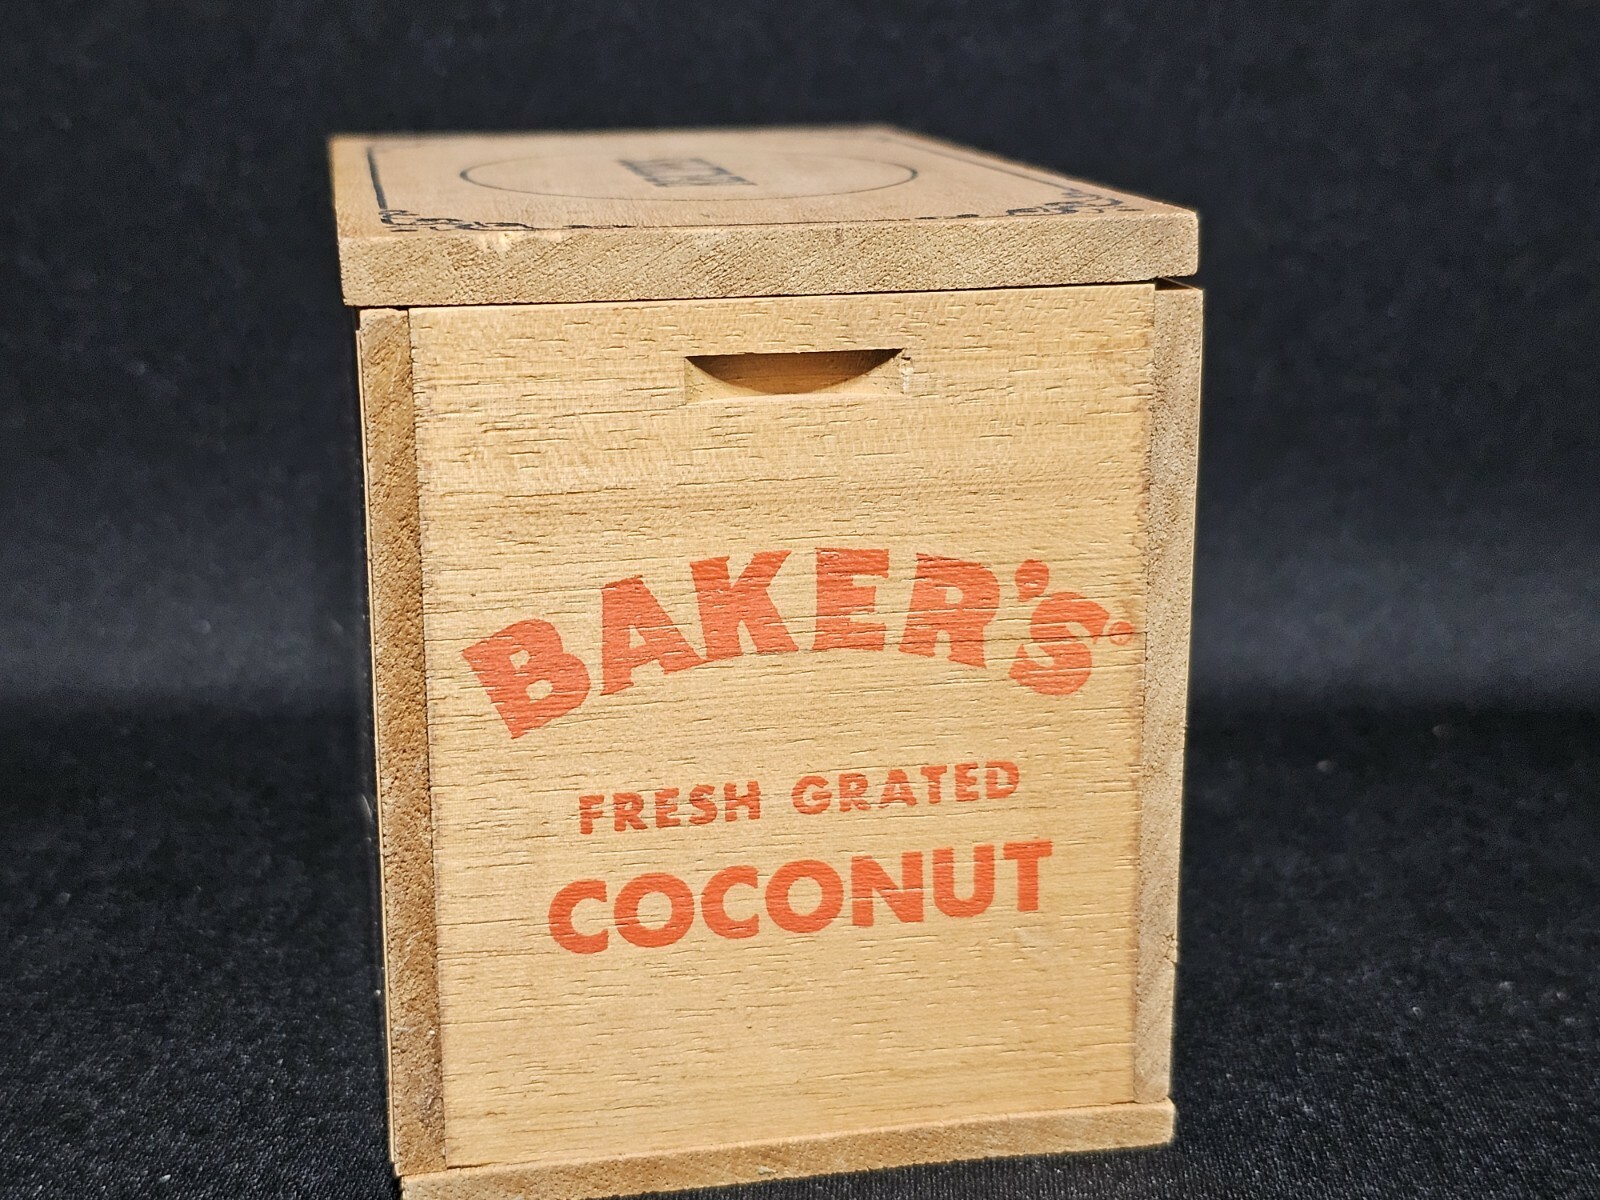 BAKER'S®
FRESH GRATED
COCONUT